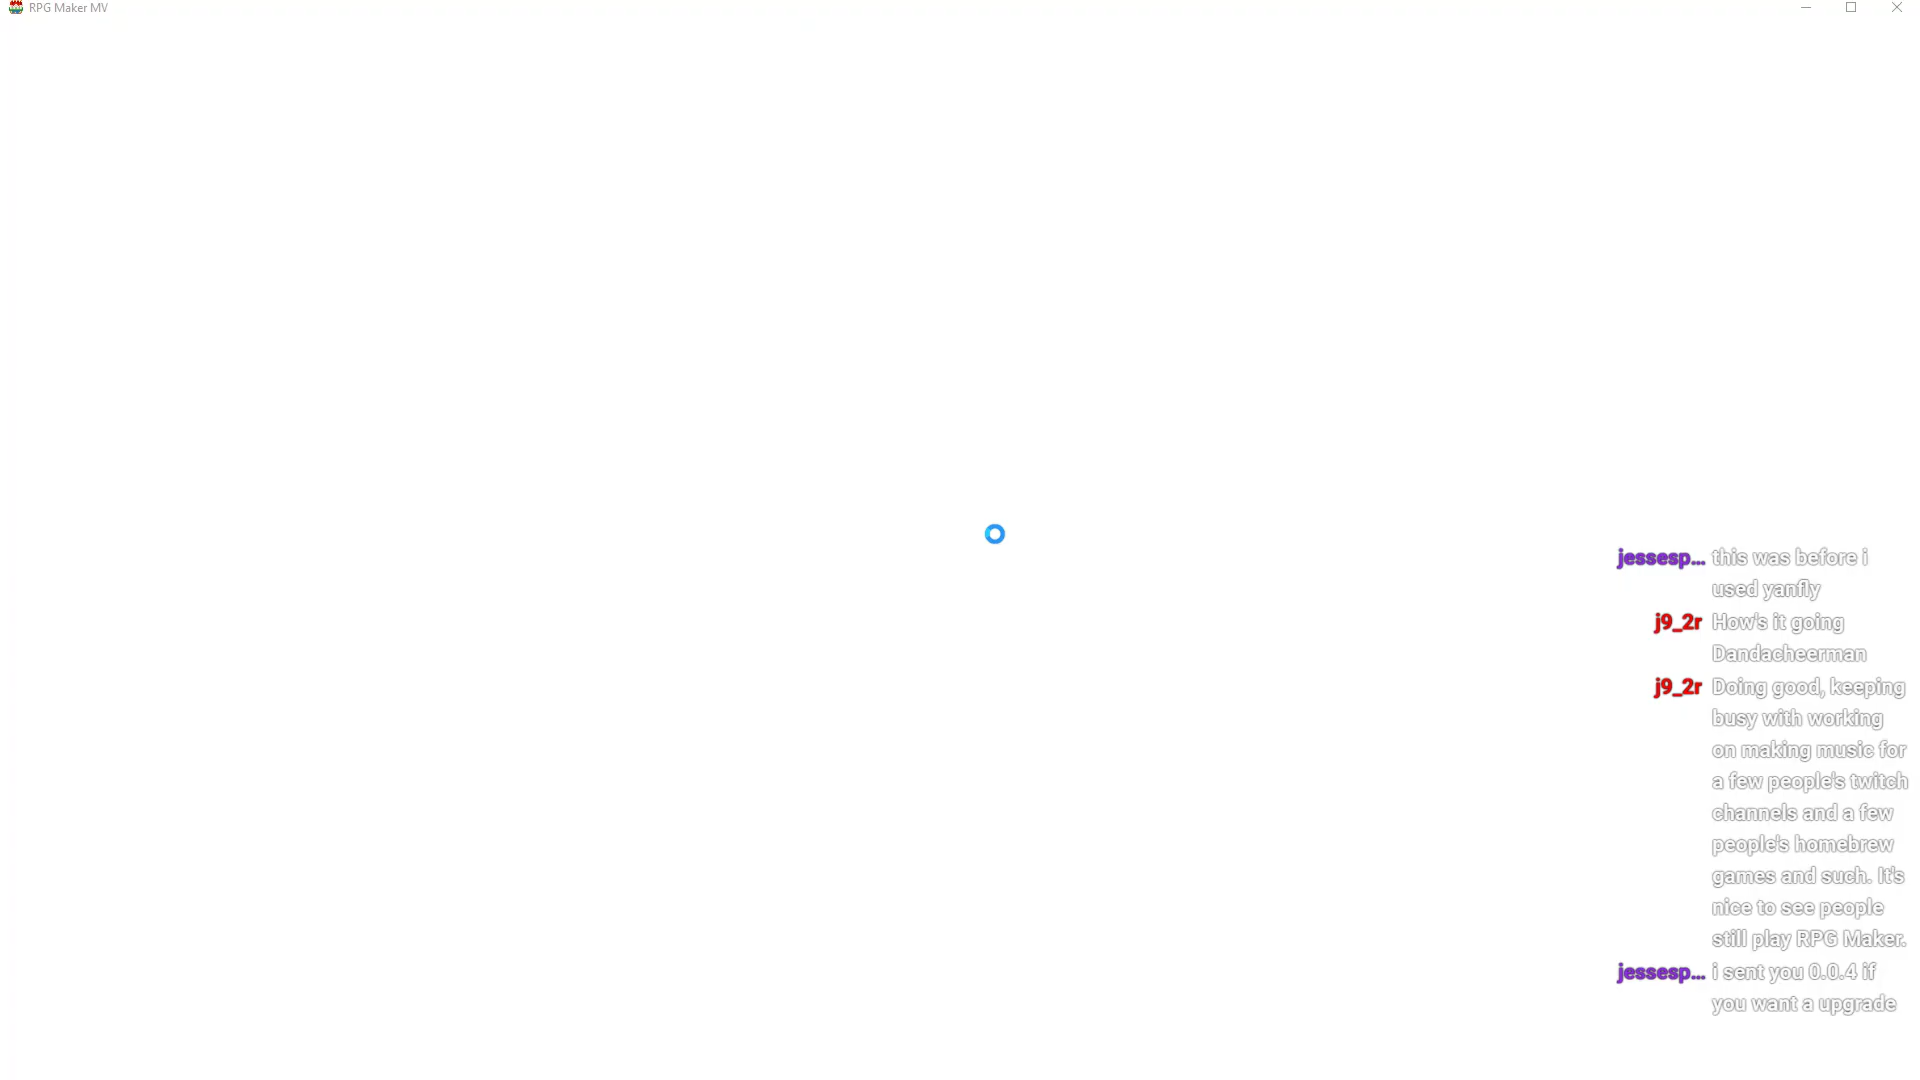 RPG Maker MV
jessesp... this was before i
used yanfly
j9_2r How's it going
Dandacheerman
j9_2r Doing good, keeping
busy with working
on making music for
a few people's twitch
channels and a few
people's homebrew
games and such. It's
nice to see people
still play RPG Maker.
jessesp... i sent you 0.0.4 if
you want a upgrade